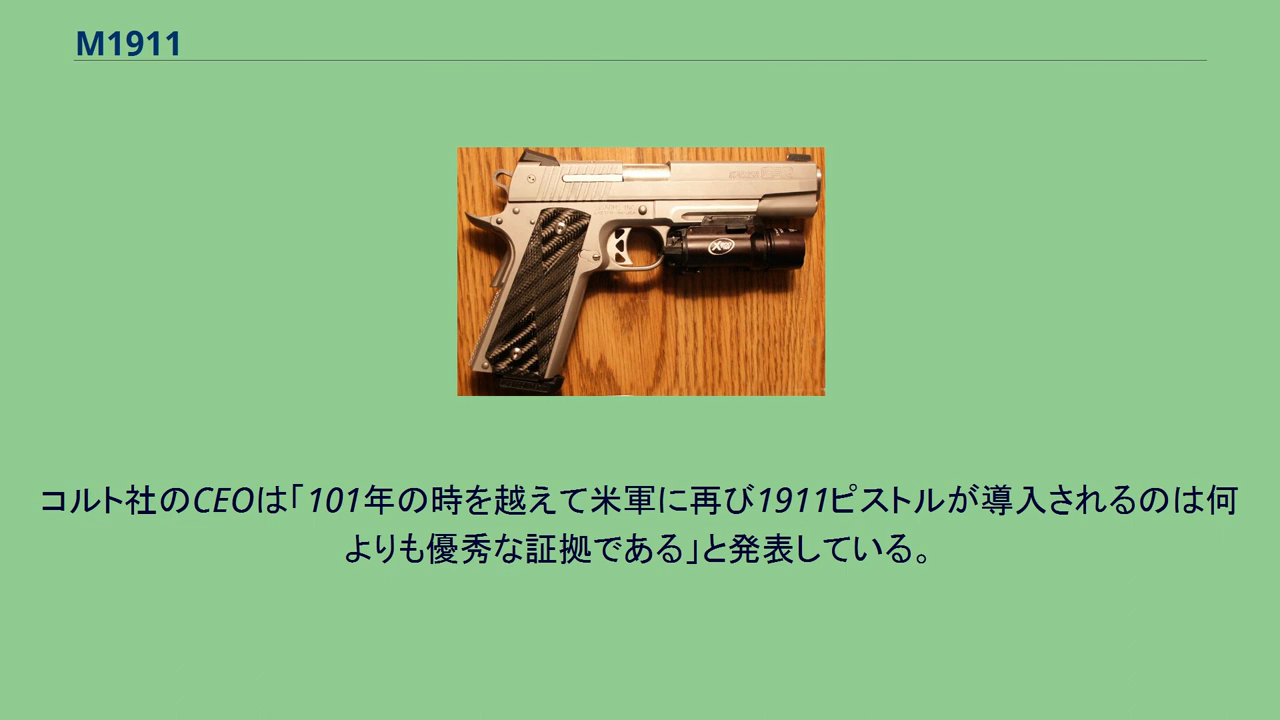 M1911
コルト社のCEOは「101年の時を越えて米軍に再び1911ピストルが導入されるのは何
よりも優秀な証拠である」と発表している。